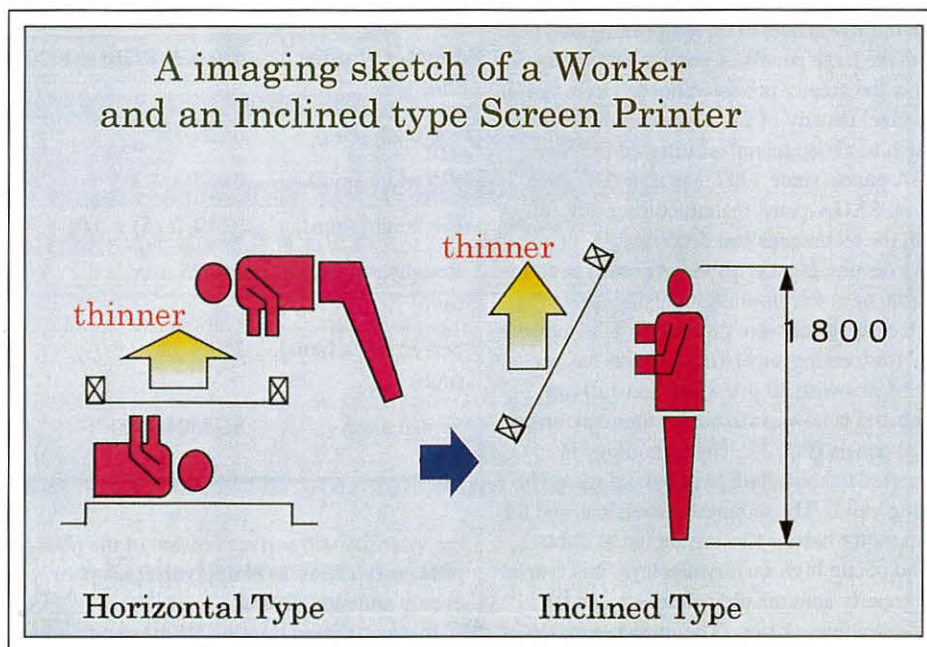 A imaging sketch of a Worker
and an Inclined type Screen Printer
thinner
thinner
1800
Horizontal Type
Inclined Type